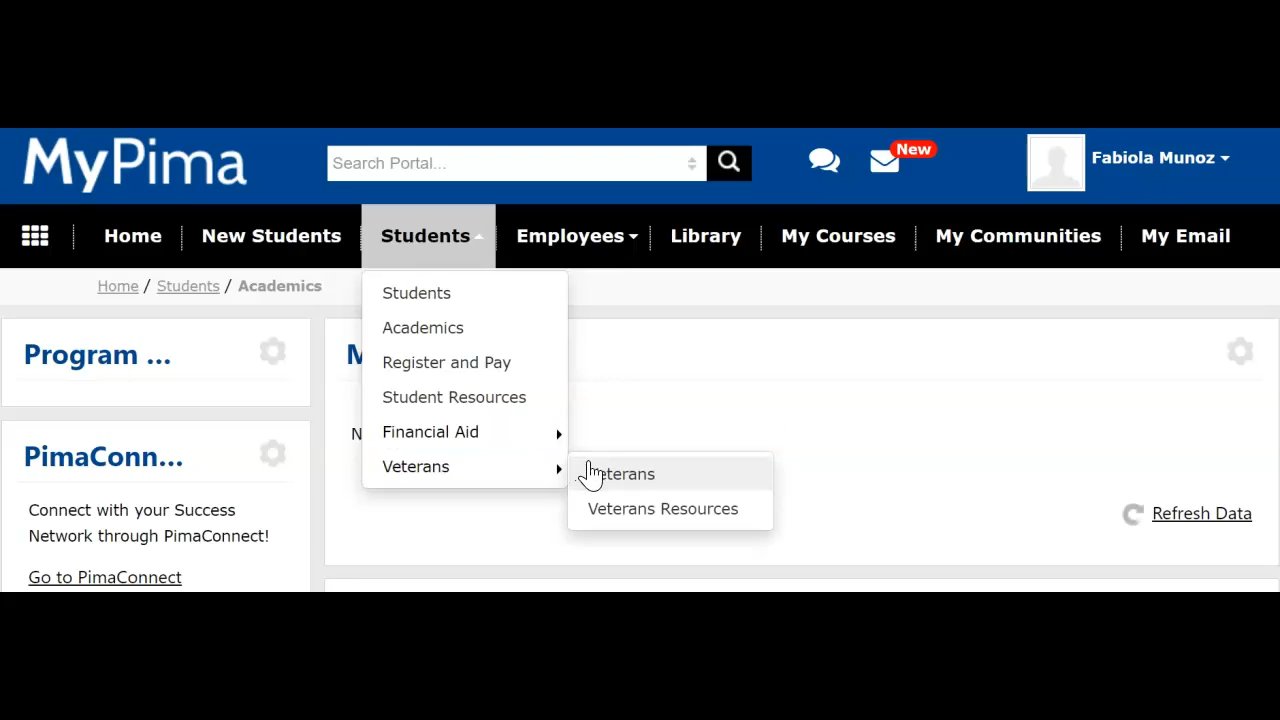 MyPima
Search Portal...
New
Fabiola Munoz
Home
New Students
Students
Employees
Library
My Courses
My Communities
My Email
Home / Students / Academics
Students
Academics
Register and Pay
Student Resources
Financial Aid
Veterans
Veterans Resources
Program ...
PimaConn...
Connect with your Success
Network through PimaConnect!
Go to PimaConnect
Refresh Data